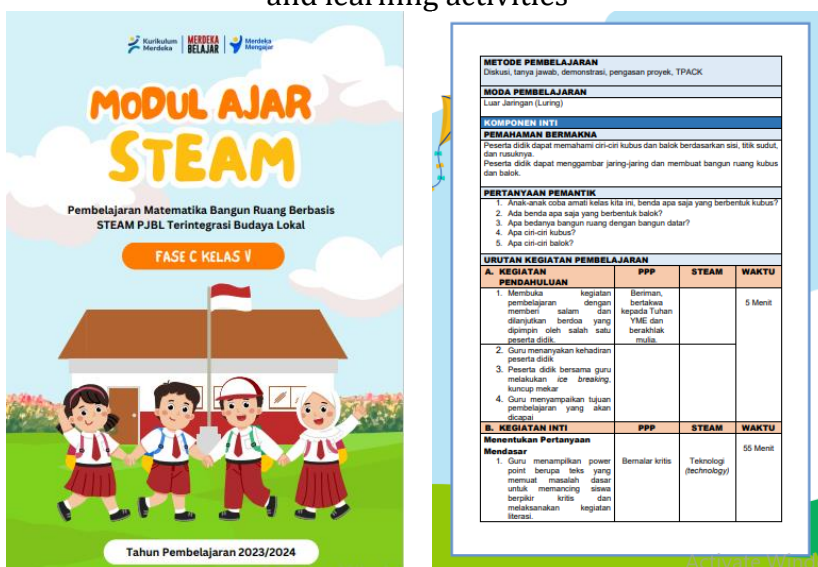 and learning activities
Kurikulum
Merdeka
MERDEKA
BELAJAR
Merdeka
Mengajar
MODUL AJAR
STEAM
Pembelajaran Matematika Bangun Ruang Berbasis
STEAM PJBL Terintegrasi Budaya Lokal
FASE C KELAS V
Tahun Pembelajaran 2023/2024
METODE PEMBELAJARAN
Diskusi, tanya jawab, demonstrasi, pengasan proyek, TPACK
MODA PEMBELAJARAN
Luar Jaringan (Luring)
KOMPONEN INTI
PEMAHAMAN BERMAKNA
Peserta didik dapat memahami ciri-ciri kubus dan balok berdasarkan sisi, titik sudut,
dan rusuknya.
Peserta didik dapat menggambar jaring-jaring dan membuat bangun ruang kubus
dan balok.
PERTANYAAN PEMANTIK
1. Anak-anak coba amati kelas kita ini, benda apa saja yang berbentuk kubus?
2. Ada benda apa saja yang berbentuk balok?
3. Apa bedanya bangun ruang dengan bangun datar?
4. Apa ciri-ciri kubus?
5. Apa ciri-ciri balok?
URUTAN KEGIATAN PEMBELAJARAN
A. KEGIATAN PPP STEAM WAKTU
PENDAHULUAN
1. Membuka kegiatan Beriman,
pembelajaran dengan bertakwa 5 Menit
memberi salam dan kepada Tuhan
dilanjutkan berdoa yang YME dan
dipimpin oleh salah satu berakhlak
peserta didik. mulia.
2. Guru menanyakan kehadiran
peserta didik
3. Peserta didik bersama guru
melakukan ice breaking,
kuncup mekar
4. Guru menyampaikan tujuan
pembelajaran yang akan
dicapai
B. KEGIATAN INTI PPP STEAM WAKTU
Menentukan Pertanyaan
Mendasar 55 Menit
1. Guru menampilkan power Bernalar kritis Teknologi
point berupa teks yang (technology)
memuat masalah dasar
untuk memancing siswa
berpikir kritis dan
melaksanakan kegiatan
literasi.